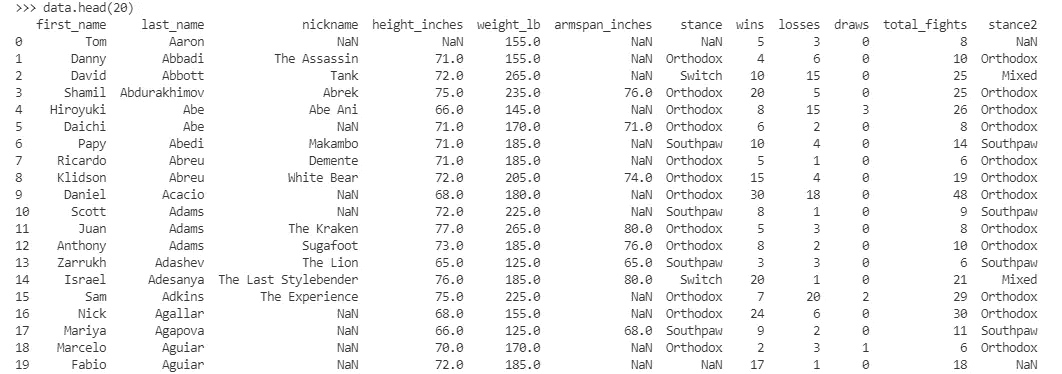 >>> data.head(20)
first_name last_name nickname height_inches weight_lb armspan_inches stance wins losses draws total_fights stance2
0 Tom Aaron NaN NaN 155.0 NaN NaN 5 3 0 8 NaN
1 Danny Abbadi The Assassin 71.0 155.0 NaN Orthodox 4 6 0 10 Orthodox
2 David Abbott Tank 72.0 265.0 NaN Switch 10 15 0 25 Mixed
3 Shamil Abdurakhimov Abrek 75.0 235.0 76.0 Orthodox 20 5 0 25 Orthodox
4 Hiroyuki Abe Abe Ani 66.0 145.0 NaN Orthodox 8 15 3 26 Orthodox
5 Daichi Abe NaN 71.0 170.0 71.0 Orthodox 6 2 0 8 Orthodox
6 Papy Abedi Makambo 71.0 185.0 NaN Southpaw 10 4 0 14 Southpaw
7 Ricardo Abreu Demente 71.0 185.0 NaN Orthodox 5 1 0 6 Orthodox
8 Klidson Abreu White Bear 72.0 205.0 74.0 Orthodox 15 4 0 19 Orthodox
9 Daniel Acacio NaN 68.0 180.0 NaN Orthodox 30 18 0 48 Orthodox
10 Scott Adams NaN 72.0 225.0 NaN Southpaw 8 1 0 9 Southpaw
11 Juan Adams The Kraken 77.0 265.0 80.0 Orthodox 5 3 0 8 Orthodox
12 Anthony Adams Sugafoot 73.0 185.0 76.0 Orthodox 8 2 0 10 Orthodox
13 Zarrukh Adashev The Lion 65.0 125.0 65.0 Southpaw 3 3 0 6 Southpaw
14 Israel Adesanya The Last Stylebender 76.0 185.0 80.0 Switch 20 1 0 21 Mixed
15 Sam Adkins The Experience 75.0 225.0 NaN Orthodox 7 20 2 29 Orthodox
16 Nick Agallar NaN 68.0 155.0 NaN Orthodox 24 6 0 30 Orthodox
17 Mariya Agapova NaN 66.0 125.0 68.0 Southpaw 9 2 0 11 Southpaw
18 Marcelo Aguiar NaN 70.0 170.0 NaN Orthodox 2 3 1 6 Orthodox
19 Fabio Aguiar NaN 72.0 185.0 NaN NaN 17 1 0 18 NaN